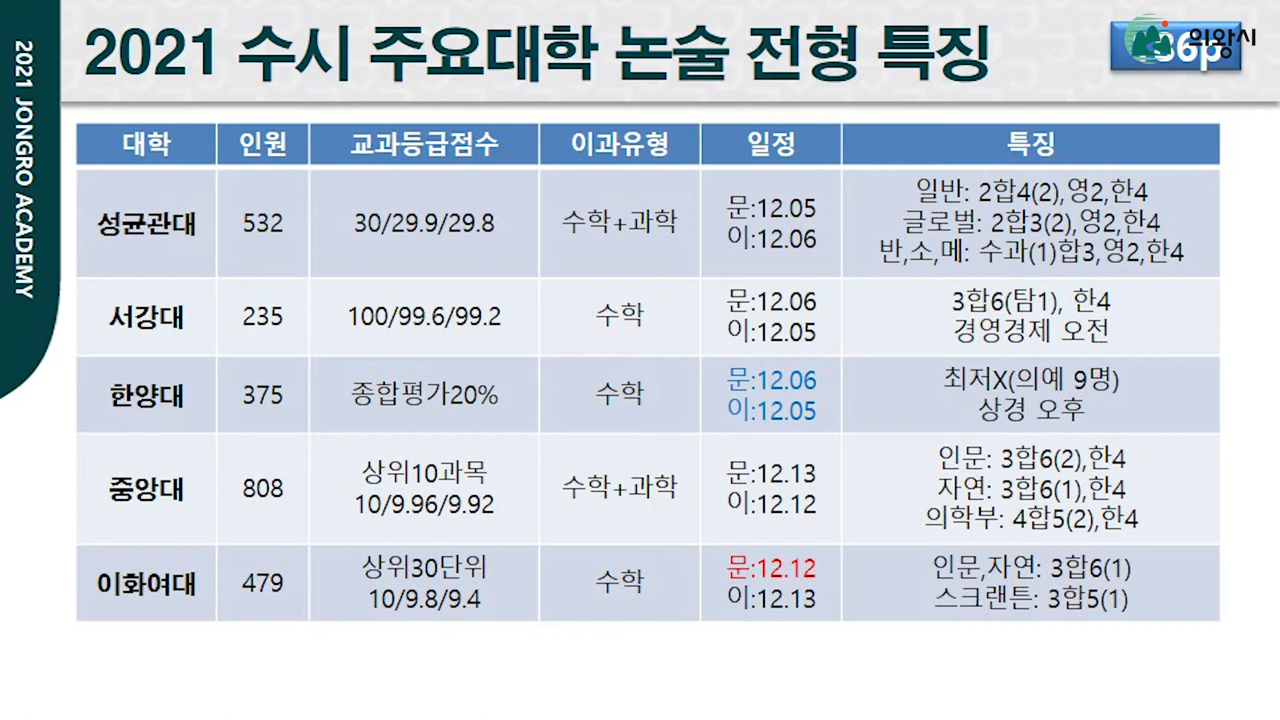 2021 수시 주요대학 논술 전형 특징
의왕시
2021 JONGRO ACADEMY
대학 인원 교과등급점수 이과유형 일정 특징
성균관대 532 30/29.9/29.8 수학+과학
문:12.05
이:12.06
일반: 2합4(2),영2,한4
글로벌: 2합3(2),영2,한4
반,소,메: 수과(1)합3,영2,한4
서강대 235 100/99.6/99.2 수학
문:12.06
이:12.05
3합6(탐1), 한4
경영경제 오전
한양대 375 종합평가20% 수학
문:12.06
이:12.05
최저X(의예 9명)
상경 오후
중앙대 808
상위10과목
10/9.96/9.92
수학+과학
문:12.13
이:12.12
인문: 3합6(2),한4
자연: 3합6(1),한4
의학부: 4합5(2),한4
이화여대 479
상위30단위
10/9.8/9.4
수학
문:12.12
이:12.13
인문,자연: 3합6(1)
스크랜튼: 3합5(1)